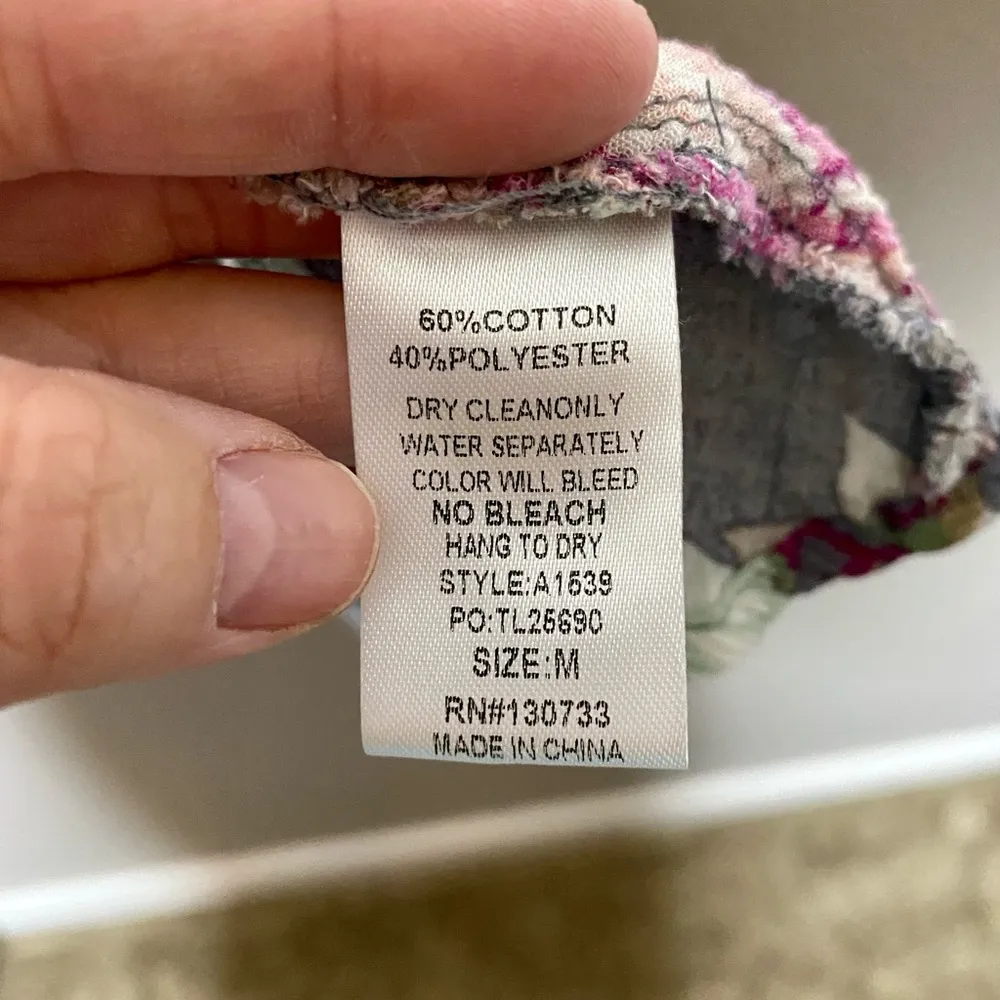 60%COTTON
40%POLYESTER
DRY CLEANONLY
WATER SEPARATELY
COLOR WILL BLEED
NO BLEACH
HANG TO DRY
STYLE:A1639
PO:TL25690
SIZE:M
RN#130733
MADE IN CHINA